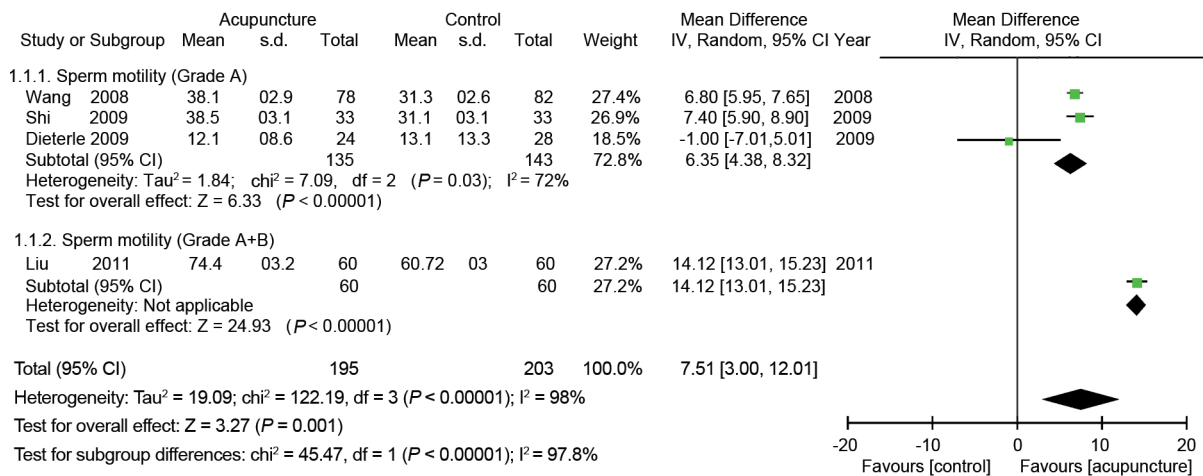 Acupuncture Control Mean Difference Mean Difference
Study or Subgroup Mean s.d. Total Mean s.d. Total Weight IV, Random, 95% CI Year IV, Random, 95% CI
1.1.1. Sperm motility (Grade A)
Wang 2008 38.1 02.9 78 31.3 02.6 82 27.4% 6.80 [5.95, 7.65] 2008
Shi 2009 38.5 03.1 33 31.1 03.1 33 26.9% 7.40 [5.90, 8.90] 2009
Dieterle 2009 12.1 08.6 24 13.1 13.3 28 18.5% -1.00 [-7.01,5.01] 2009
Subtotal (95% CI) 135 143 72.8% 6.35 [4.38, 8.32]
Heterogeneity: Tau² = 1.84; chi² = 7.09, df = 2 (P = 0.03); I² = 72%
Test for overall effect: Z = 6.33 (P < 0.00001)
1.1.2. Sperm motility (Grade A+B)
Liu 2011 74.4 03.2 60 60.72 03 60 27.2% 14.12 [13.01, 15.23] 2011
Subtotal (95% CI) 60 60 27.2% 14.12 [13.01, 15.23]
Heterogeneity: Not applicable
Test for overall effect: Z = 24.93 (P < 0.00001)
Total (95% CI) 195 203 100.0% 7.51 [3.00, 12.01]
Heterogeneity: Tau² = 19.09; chi² = 122.19, df = 3 (P < 0.00001); I² = 98%
Test for overall effect: Z = 3.27 (P = 0.001)
Test for subgroup differences: chi² = 45.47, df = 1 (P < 0.00001); I² = 97.8%
-20 -10 0 10 20
Favours [control] Favours [acupuncture]